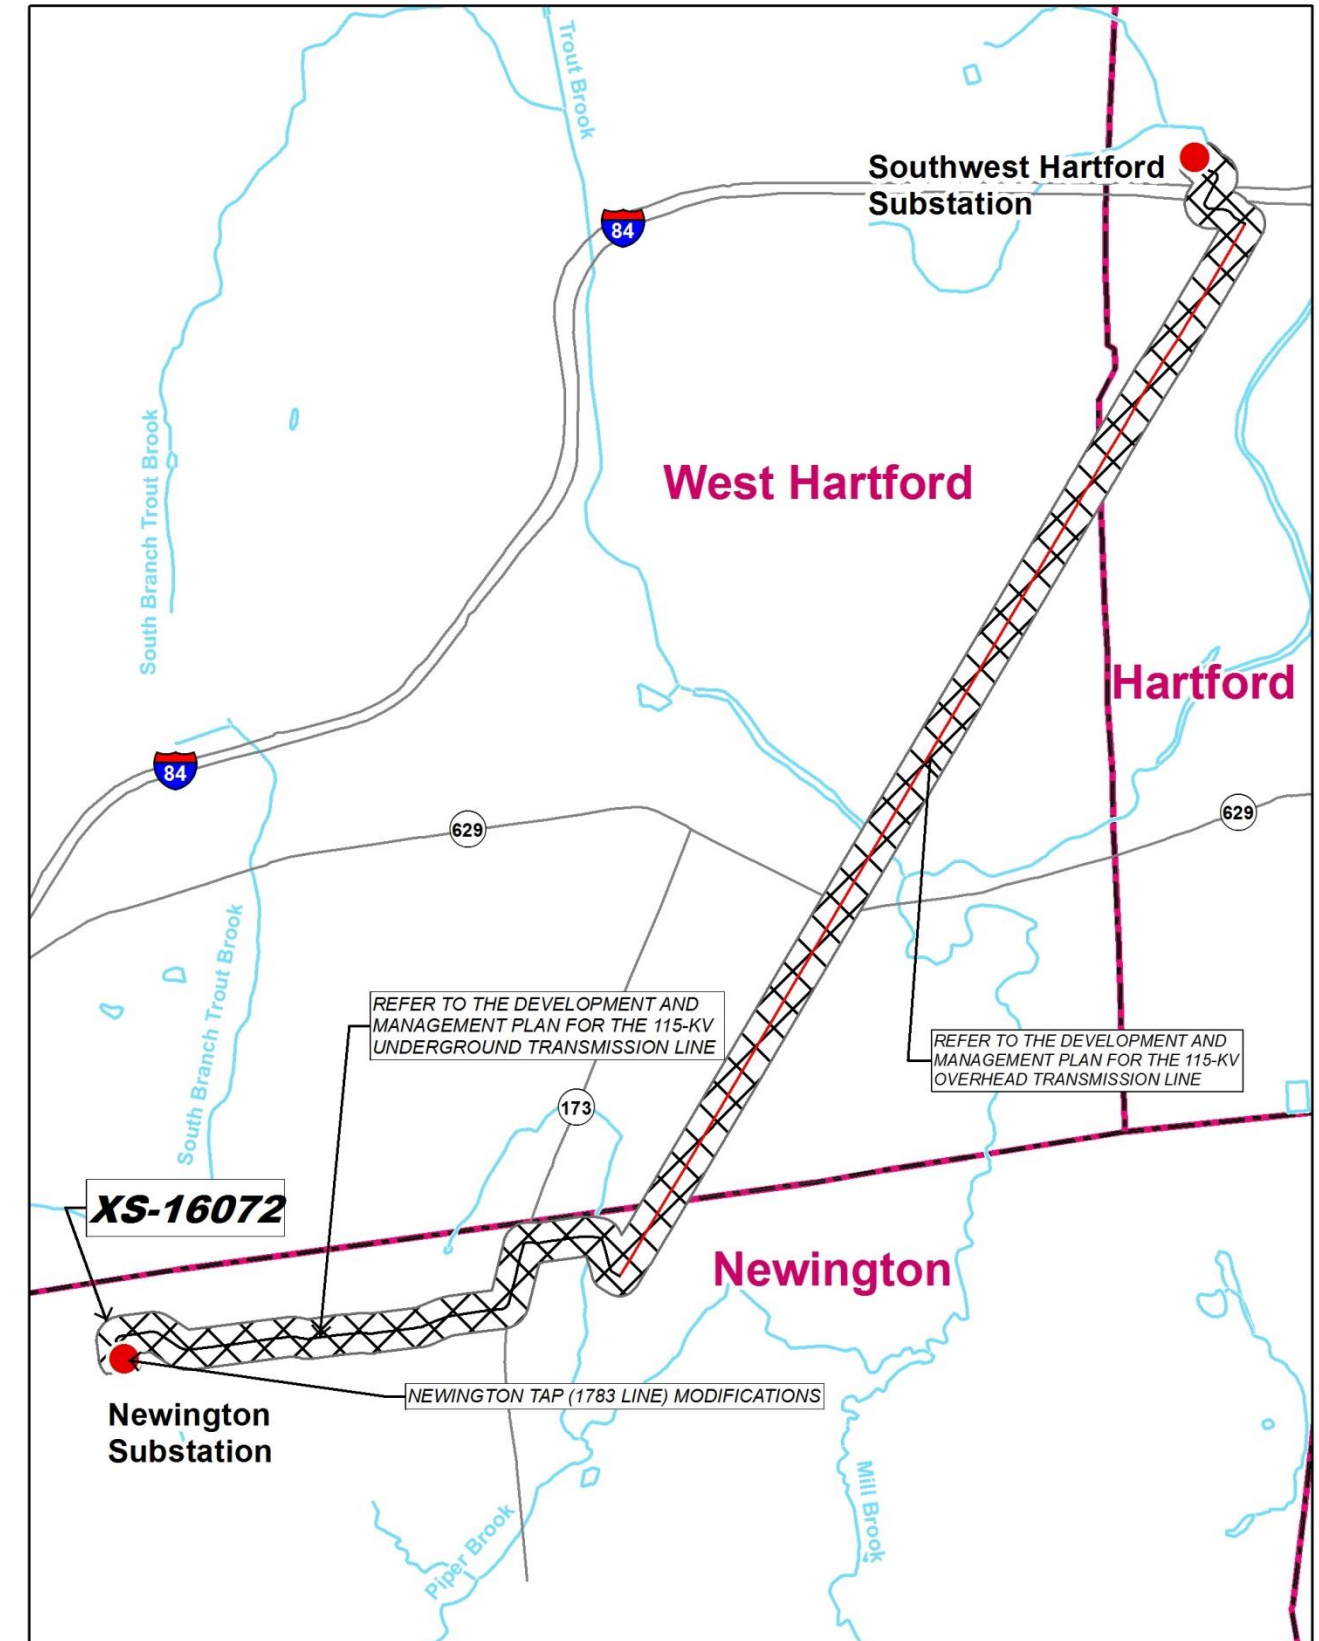 Trout Brook
Southwest Hartford
Substation
84
South Branch Trout Brook
West Hartford
Hartford
84
629
629
South Branch Trout Brook
REFER TO THE DEVELOPMENT AND
MANAGEMENT PLAN FOR THE 115-KV
UNDERGROUND TRANSMISSION LINE
REFER TO THE DEVELOPMENT AND
MANAGEMENT PLAN FOR THE 115-KV
OVERHEAD TRANSMISSION LINE
173
XS-16072
Newington
NEWINGTON TAP (1783 LINE) MODIFICATIONS
Newington
Substation
Mill Brook
Piper Brook